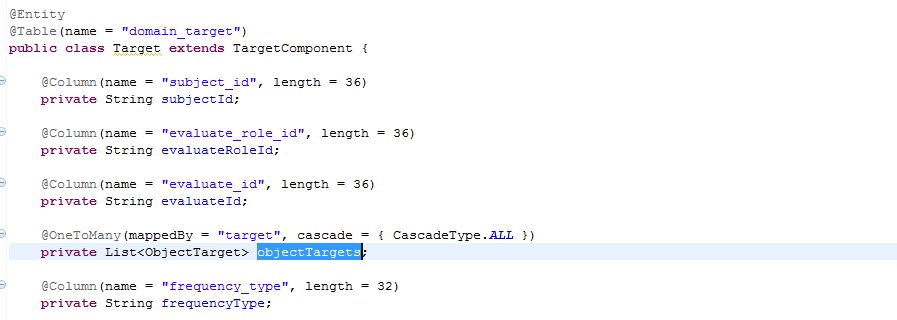 @Entity
@Table(name = "domain_target")
public class Target extends TargetComponent {
@Column(name = "subject_id", length = 36)
private String subjectId;
@Column(name = "evaluate_role_id", length = 36)
private String evaluateRoleId;
@Column(name = "evaluate_id", length = 36)
private String evaluateId;
@OneToMany(mappedBy = "target", cascade = { CascadeType.ALL })
private List<ObjectTarget> objectTargets;
@Column(name = "frequency_type", length = 32)
private String frequencyType;